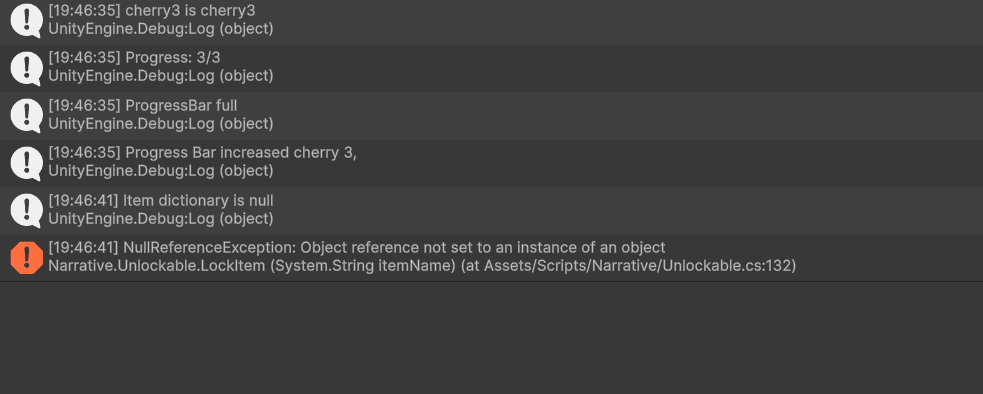 [19:46:35] cherry3 is cherry3
UnityEngine.Debug:Log (object)
[19:46:35] Progress: 3/3
UnityEngine.Debug:Log (object)
[19:46:35] ProgressBar full
UnityEngine.Debug:Log (object)
[19:46:35] Progress Bar increased cherry 3,
UnityEngine.Debug:Log (object)
[19:46:41] Item dictionary is null
UnityEngine.Debug:Log (object)
[19:46:41] NullReferenceException: Object reference not set to an instance of an object
Narrative.Unlockable.LockItem (System.String itemName) (at Assets/Scripts/Narrative/Unlockable.cs:132)